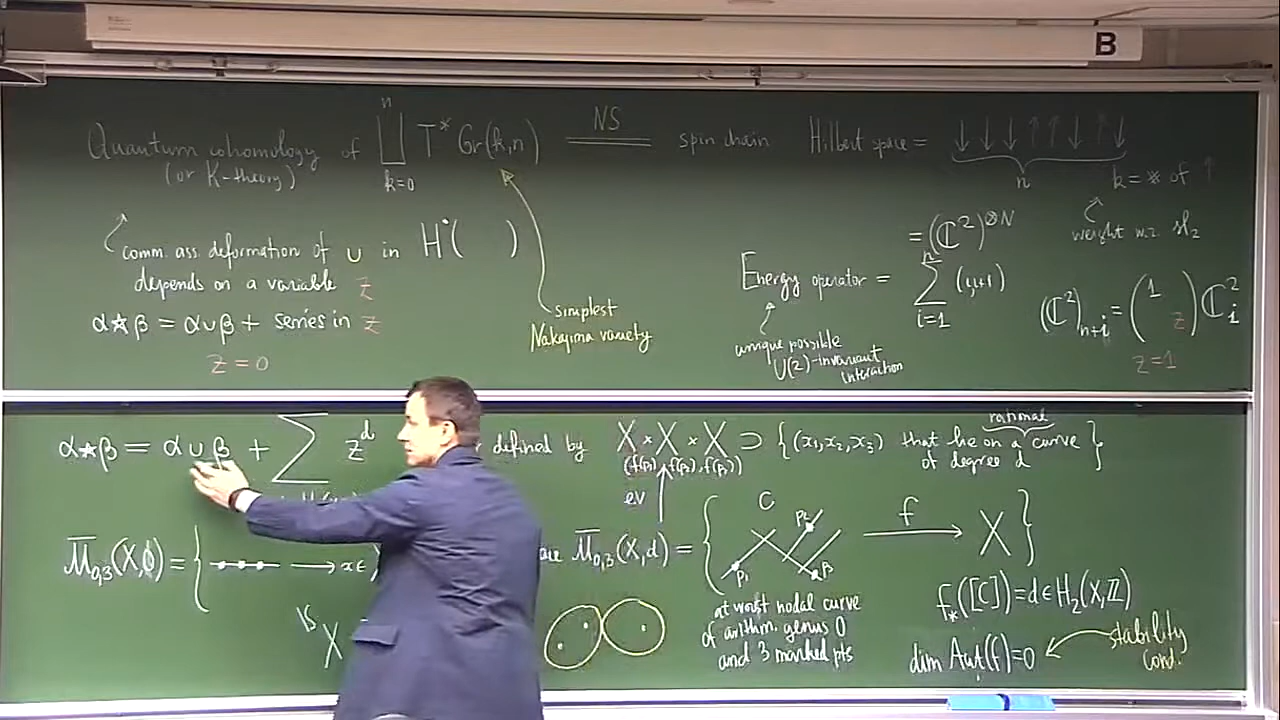 B
Quantum cohomology of ∐_{k=0}^{n} T* Gr(k,n) NS spin chain Hilbert space = ↓↓↓↑↑↓↑↓
(or K-theory)
n k = # of ↑
weight w.r. sl₂
comm. ass. deformation of ∪ in H^•( )
depends on a variable z
α★β = α∪β + series in z
z = 0
simplest
Nakajima variety
= (ℂ²)^{⊗N}
Energy operator = ∑_{i=1}^{n} (i,i+1)
(ℂ²)_{n+i} = (1 z) ℂ²_i
z = 1
unique possible
U(2)-invariant
interaction
α★β = α∪β + ∑ z^d
defined by X × X × X ⊃ {(x₁,x₂,x₃) that lie on a rational curve
of degree d}
(f(p₁), f(p₂), f(p₃))
ev
M̄_{0,3}(X,0) = { → x ∈
≅
X
M̄_{0,3}(X,d) = { C p₁ p₂ p₃ f → X }
at worst nodal curve
of arithm. genus 0
and 3 marked pts
f_*([C]) = d ∈ H₂(X,ℤ)
dim Aut(f) = 0 ← stability
cond.